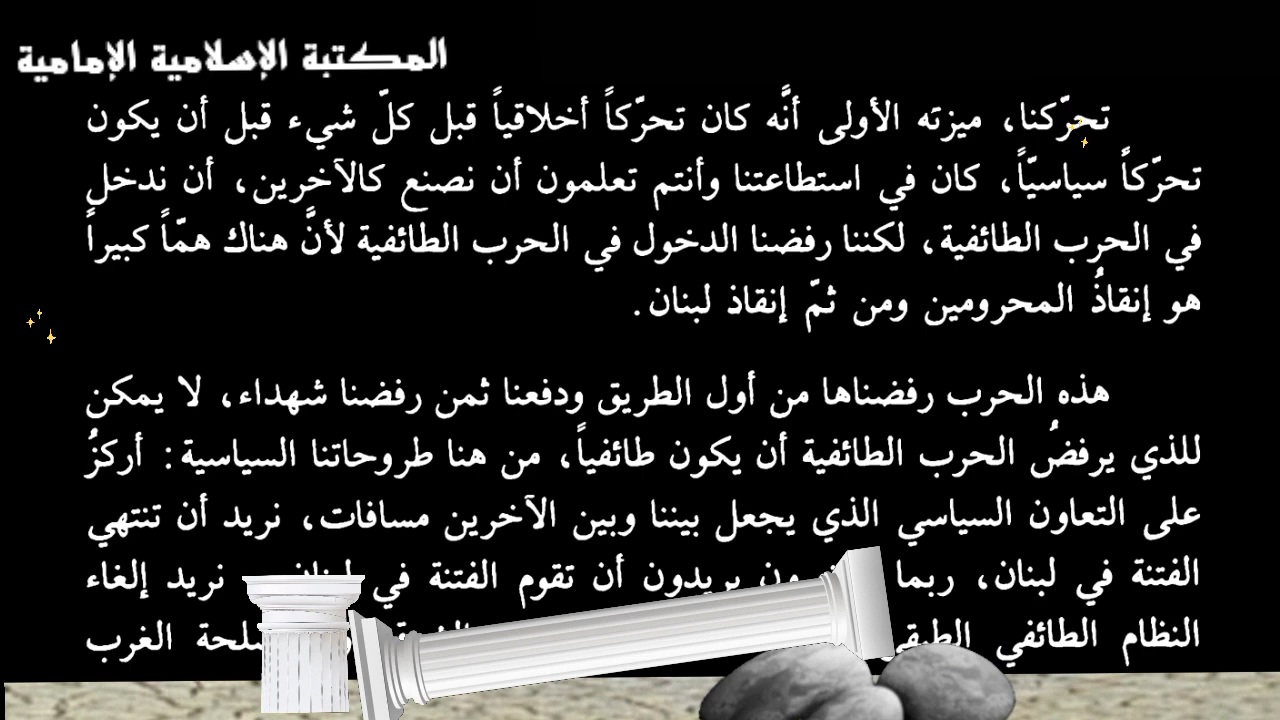 المكتبة الإسلامية الإمامية
تحرّكنا، ميزته الأولى أنَّه كان تحرّكاً أخلاقياً قبل كلّ شيء قبل أن يكون
تحرّكاً سياسيّاً، كان في استطاعتنا وأنتم تعلمون أن نصنع كالآخرين، أن ندخل
في الحرب الطائفية، لكننا رفضنا الدخول في الحرب الطائفية لأنَّ هناك همّاً كبيراً
هو إنقاذُ المحرومين ومن ثمّ إنقاذ لبنان.
هذه الحرب رفضناها من أول الطريق ودفعنا ثمن رفضنا شهداء، لا يمكن
للذي يرفضُ الحرب الطائفية أن يكون طائفياً، من هنا طروحاتنا السياسية: أركزُ
على التعاون السياسي الذي يجعل بيننا وبين الآخرين مسافات، نريد أن تنتهي
الفتنة في لبنان، ربما يريدون أن تقوم الفتنة في نريد إلغاء
النظام الطائفي الغرب